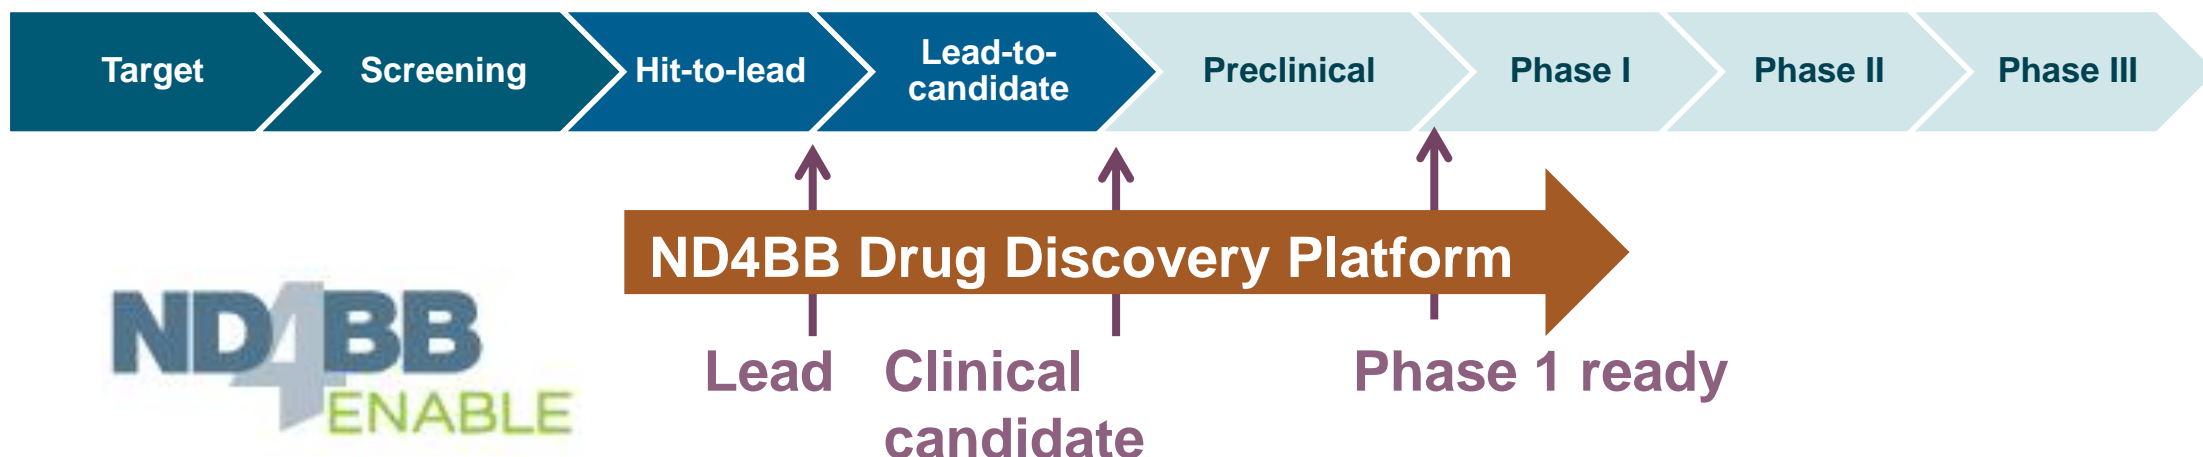 Target
Screening
Hit-to-lead
Lead-to-
candidate
Preclinical
Phase I
Phase II
Phase III
ND4BB Drug Discovery Platform
ND4BB
ENABLE
Lead
Clinical
candidate
Phase 1 ready